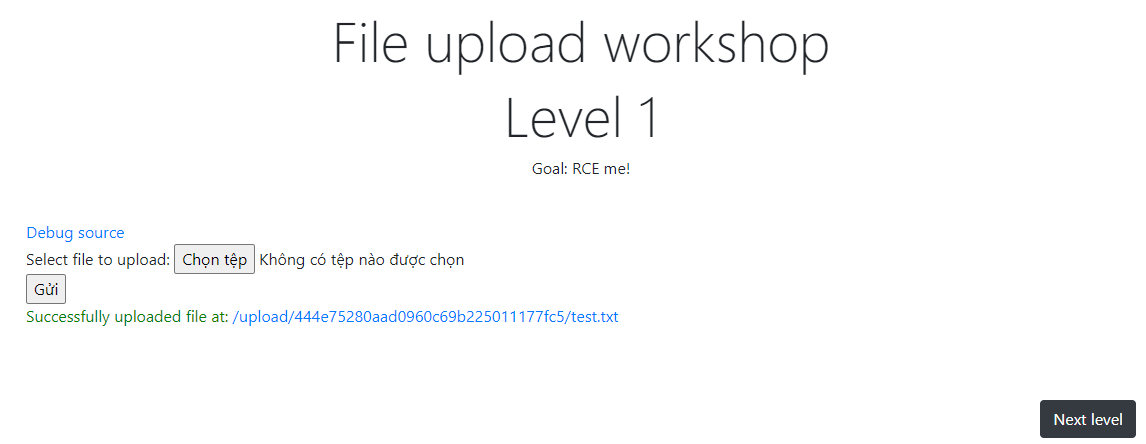 File upload workshop
Level 1
Goal: RCE me!
Debug source
Select file to upload: Chọn tệp Không có tệp nào được chọn
Gửi
Successfully uploaded file at: /upload/444e75280aad0960c69b225011177fc5/test.txt
Next level